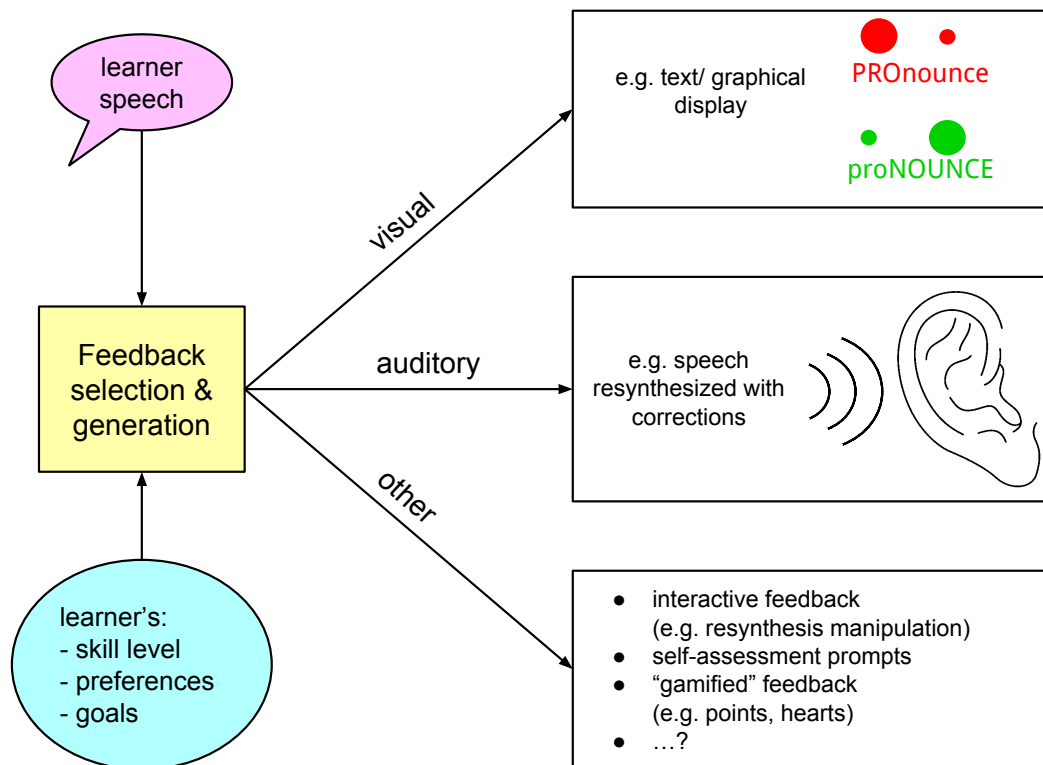 learner
speech
Feedback
selection &
generation
learner's:
- skill level
- preferences
- goals
visual
auditory
other
e.g. text/ graphical
display
PROnounce
proNOUNCE
e.g. speech
resynthesized with
corrections
● interactive feedback
(e.g. resynthesis manipulation)
● self-assessment prompts
● “gamified” feedback
(e.g. points, hearts)
● …?